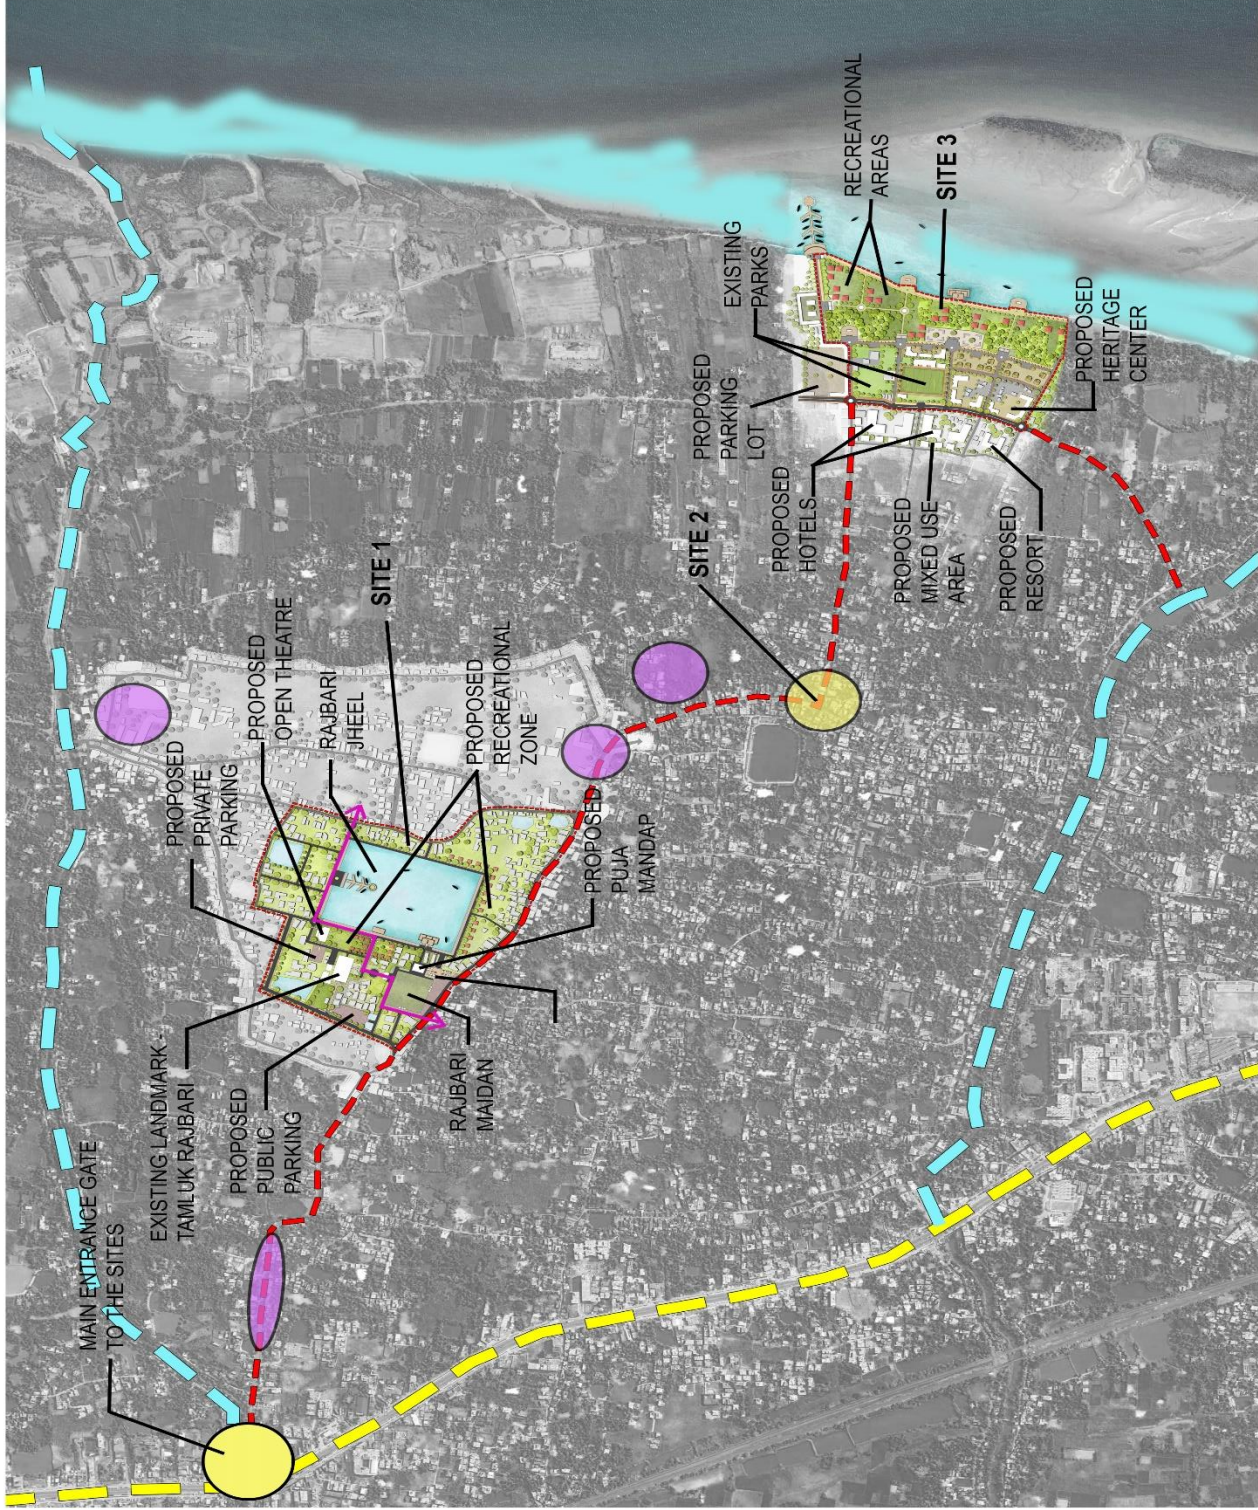 MAIN ENTRANCE GATE
TO THE SITES
EXISTING LANDMARK -
TAMLUK RAJBARI
PROPOSED
PUBLIC
PARKING
RAJBARI
MAIDAN
PROPOSED
PRIVATE
PARKING
PROPOSED
OPEN THEATRE
RAJBARI
JHEEL
SITE 1
PROPOSED
RECREATIONAL
ZONE
PROPOSED
PUJA
MANDAP
SITE 2
PROPOSED
PARKING
LOT
EXISTING
PARKS
RECREATIONAL
AREAS
SITE 3
PROPOSED
HOTELS
PROPOSED
MIXED USE
AREA
PROPOSED
RESORT
PROPOSED
HERITAGE
CENTER